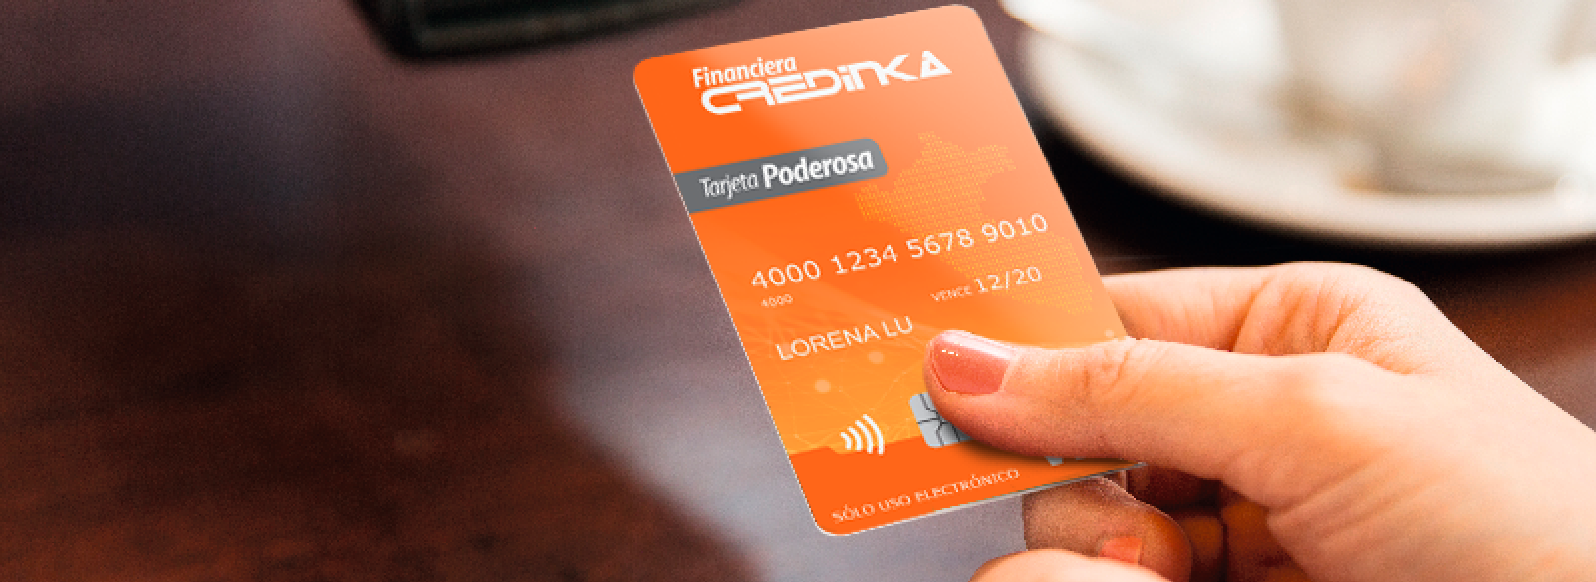 Financiera
CREDINKA
Tarjeta Poderosa
4000 1234 5678 9010
4000
VENCE 12/20
LORENA LU
SÓLO USO ELECTRÓNICO